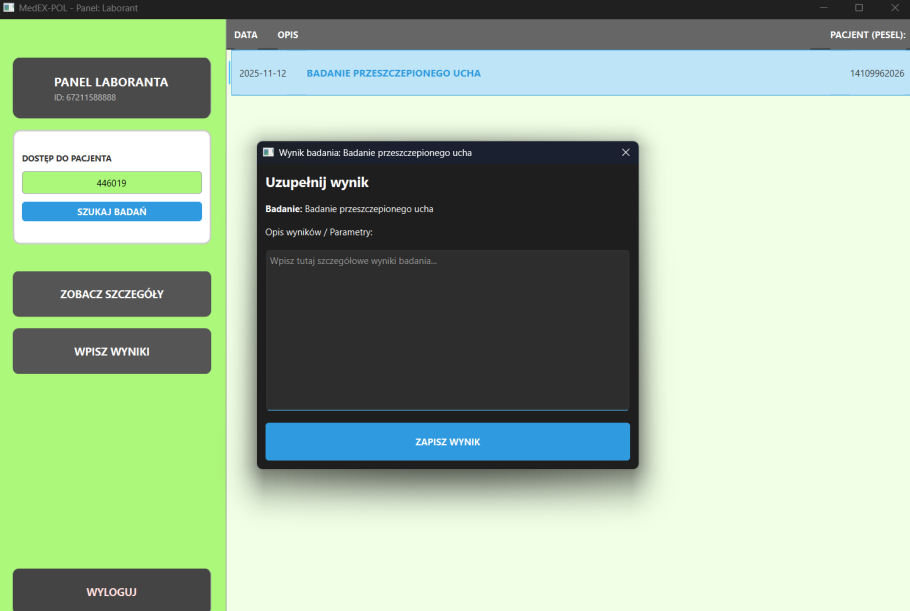 MedEX-POL - Panel: Laborant
PANEL LABORANTA
ID: 67211588888
DOSTĘP DO PACJENTA
446019
SZUKAJ BADAŃ
ZOBACZ SZCZEGÓŁY
WPISZ WYNIKI
WYLOGUJ
DATA OPIS PACJENT (PESEL):
2025-11-12 BADANIE PRZESZCZEPIONEGO UCHA 14109962026
Wynik badania: Badanie przeszczepionego ucha
Uzupełnij wynik
Badanie: Badanie przeszczepionego ucha
Opis wyników / Parametry:
Wpisz tutaj szczegółowe wyniki badania...
ZAPISZ WYNIK